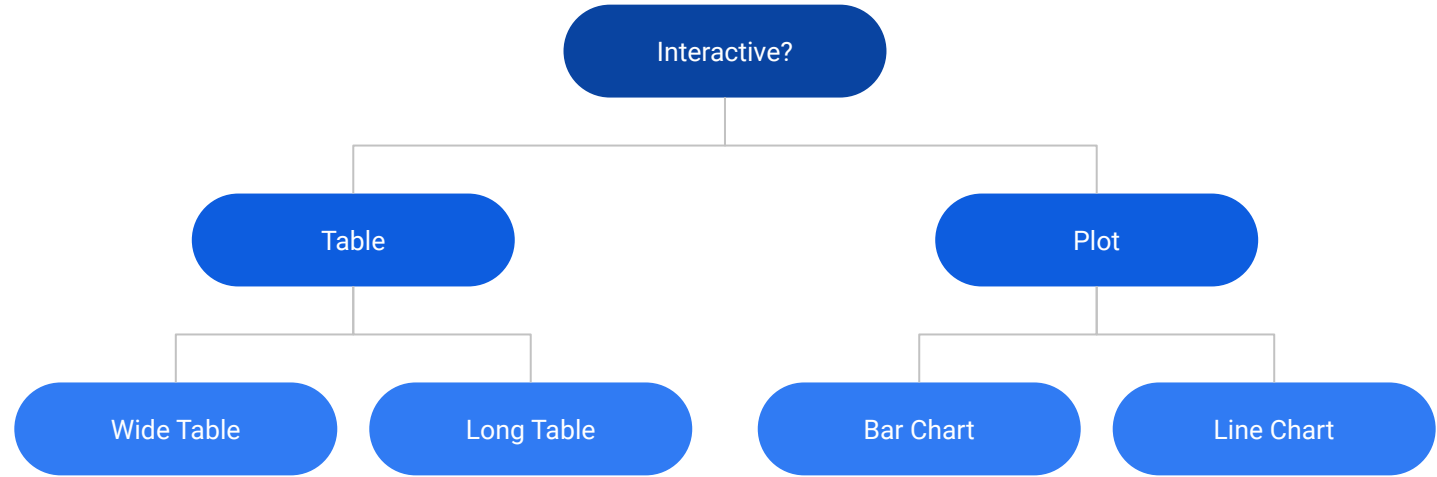 Interactive?
Table
Plot
Wide Table
Long Table
Bar Chart
Line Chart